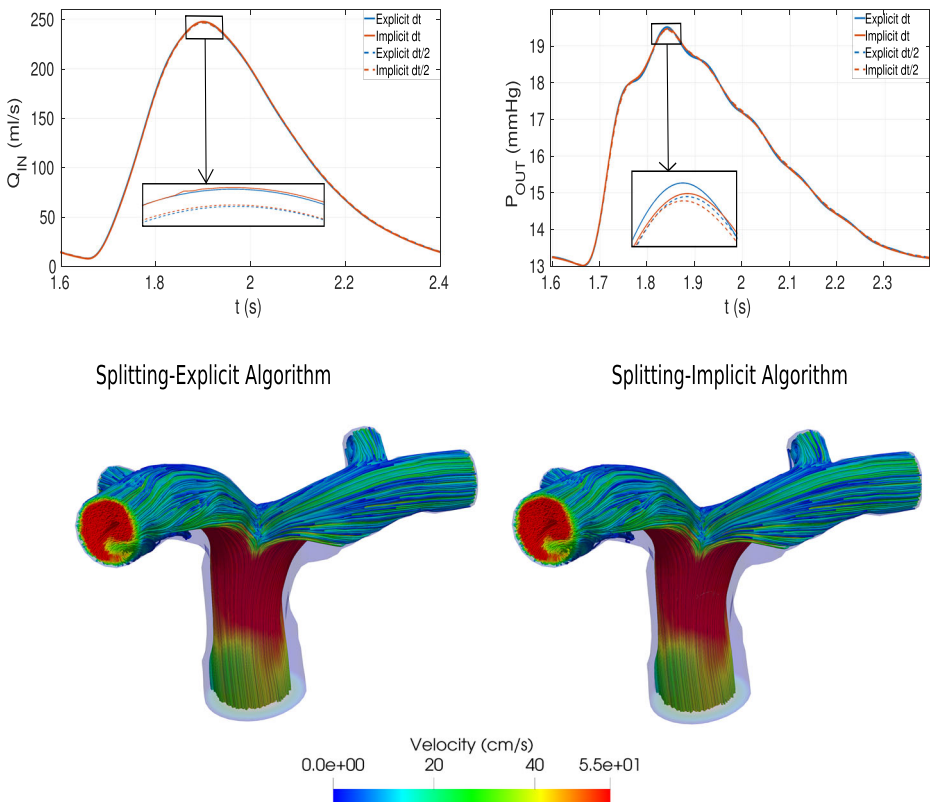 250
200
150
100
50
0
Q_IN (ml/s)
1.6 1.8 2 2.2 2.4
t (s)
Explicit dt
Implicit dt
Explicit dt/2
Implicit dt/2
19
18
17
16
15
14
13
P_OUT (mmHg)
1.6 1.7 1.8 1.9 2 2.1 2.2 2.3
t (s)
Explicit dt
Implicit dt
Explicit dt/2
Implicit dt/2
Splitting-Explicit Algorithm
Splitting-Implicit Algorithm
Velocity (cm/s)
0.0e+00 20 40 5.5e+01